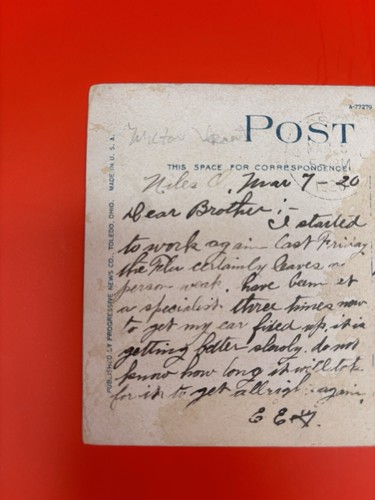 A-77279
POST
THIS SPACE FOR CORRESPONDENCE
Niles O, Mar 7-20
Dear Brother:-
I started
to work again last Friday
the Flu certainly leaves a
person weak. have been at
a specialist three times now
to get my ear fixed up, it is
getting better slowly. do not
know how long it will take
for it to get allright again.
E E H.
PUBLISHED BY PROGRESSIVE NEWS CO. TOLEDO, OHIO. MADE IN U.S.A.